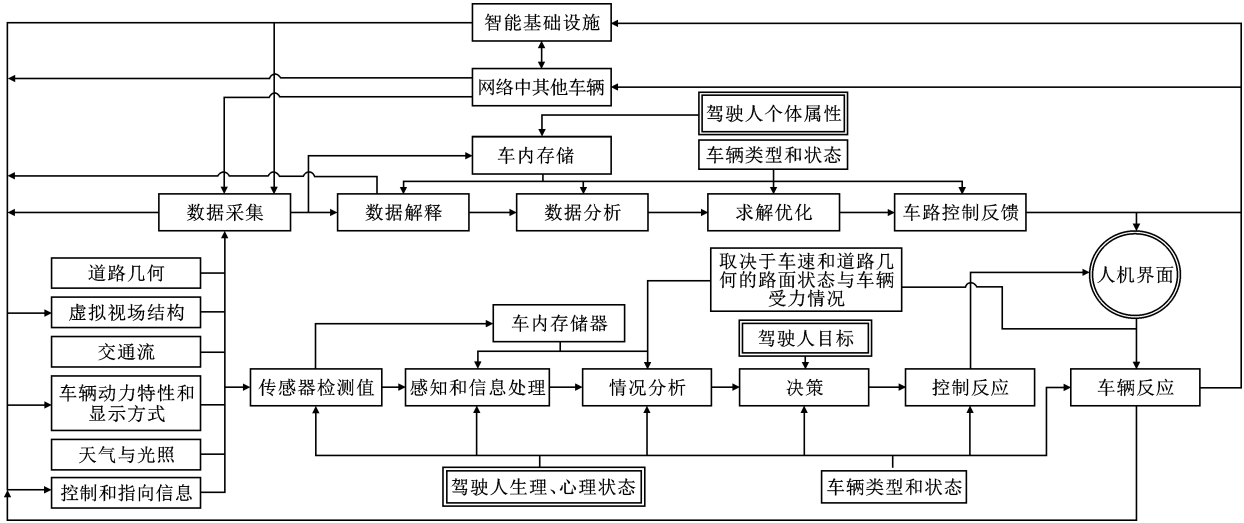 智能基础设施
网络中其他车辆
驾驶人个体属性
车内存储
车辆类型和状态
数据采集
数据解释
数据分析
求解优化
车路控制反馈
道路几何
虚拟视场结构
交通流
车辆动力特性和
显示方式
天气与光照
控制和指向信息
取决于车速和道路几
何的路面状态与车辆
受力情况
人机界面
车内存储器
驾驶人目标
传感器检测值
感知和信息处理
情况分析
决策
控制反应
车辆反应
驾驶人生理、心理状态
车辆类型和状态